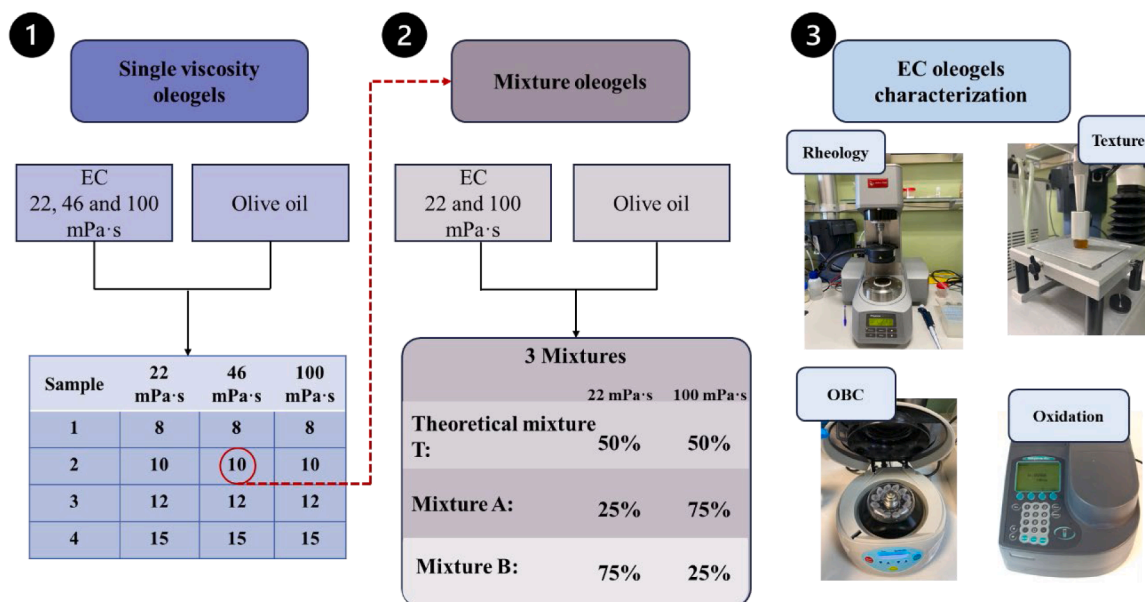 1
Single viscosity
oleogels
EC
22, 46 and 100
mPa·s
Olive oil
Sample 22 mPa·s 46 mPa·s 100 mPa·s
1 8 8 8
2 10 10 10
3 12 12 12
4 15 15 15
2
Mixture oleogels
EC
22 and 100
mPa·s
Olive oil
3 Mixtures
22 mPa·s 100 mPa·s
Theoretical mixture
T: 50% 50%
Mixture A: 25% 75%
Mixture B: 75% 25%
3
EC oleogels
characterization
Rheology
Texture
OBC
Oxidation